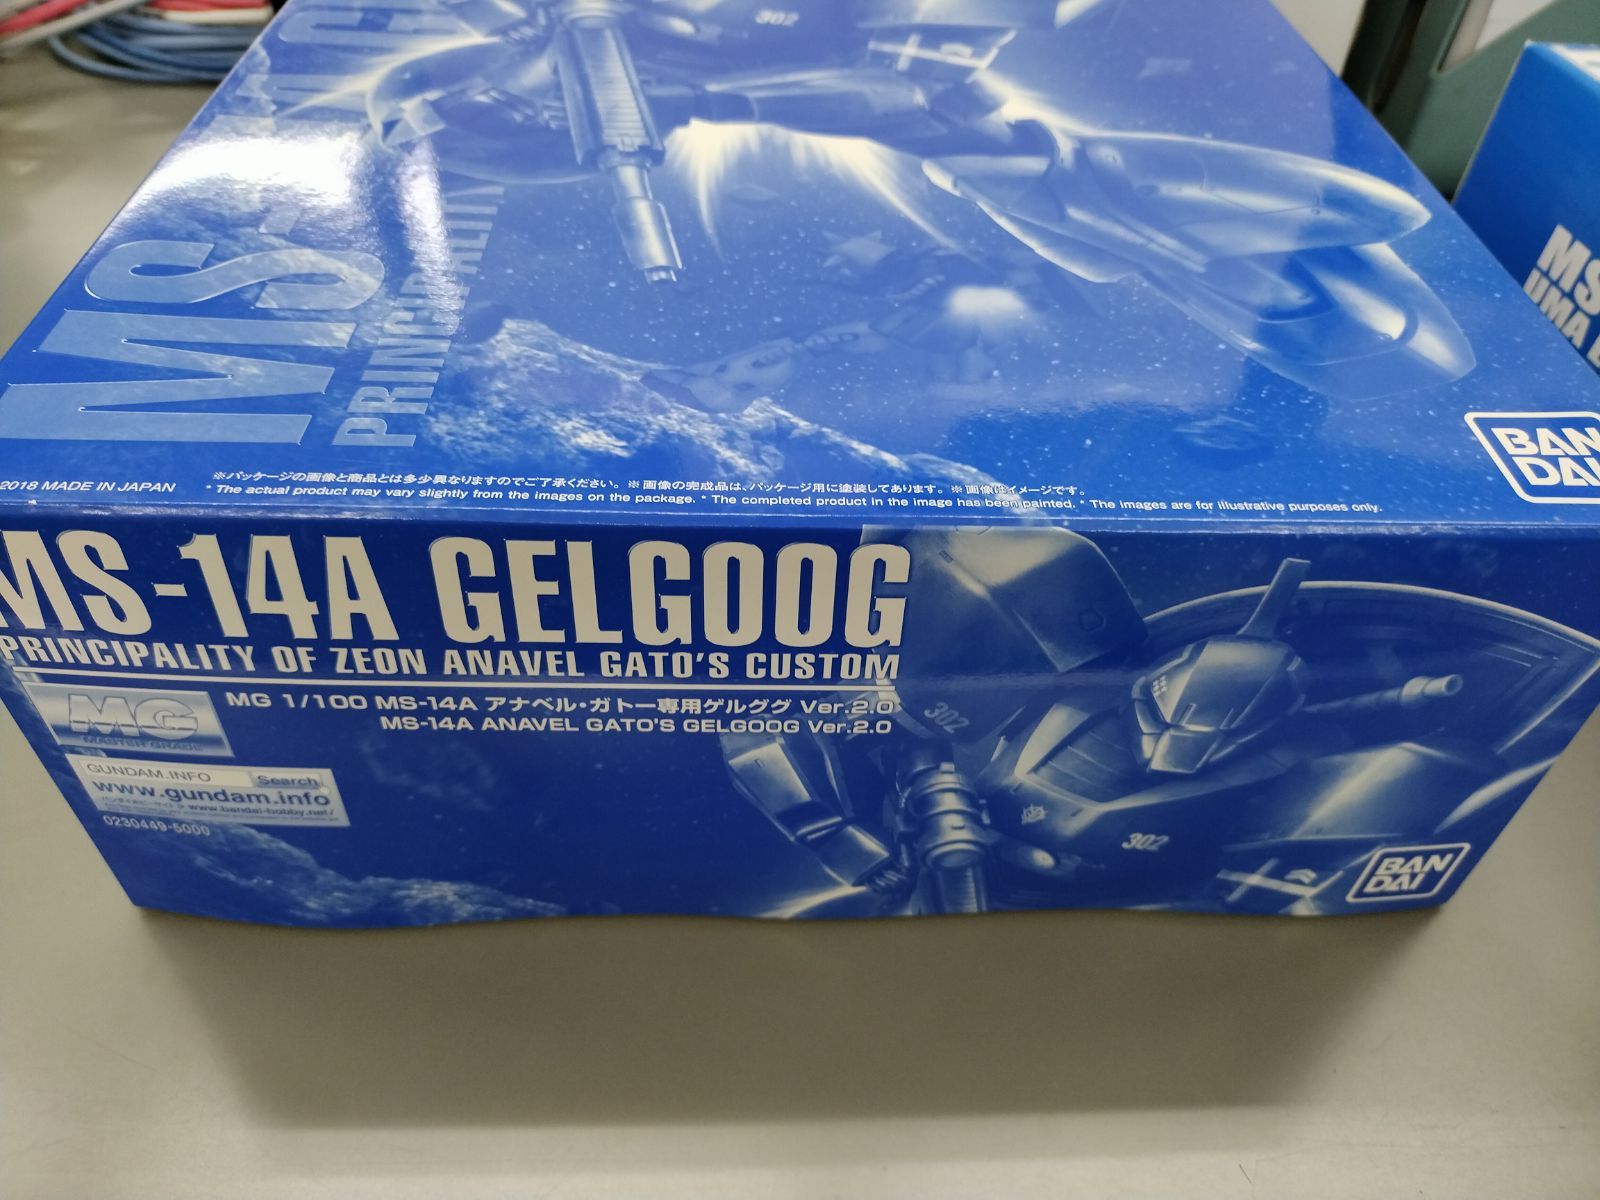 302
MS-
PRINCIPALITY
BAN
DAI
2018 MADE IN JAPAN
※パッケージの画像と商品とは多少異なりますのでご了承ください。※画像の完成品は、パッケージ用に塗装してあります。※画像はイメージです。
* The actual product may vary slightly from the images on the package. * The completed product in the image has been painted. * The images are for illustrative purposes only.
MS-14A GELGOOG
PRINCIPALITY OF ZEON ANAVEL GATO'S CUSTOM
MG
MASTER GRADE
MG 1/100 MS-14A アナベル・ガトー専用ゲルググ Ver.2.0
MS-14A ANAVEL GATO'S GELGOOG Ver.2.0
GUNDAM.INFO Search
www.gundam.info
www.bandai-hobby.net/
0230449-5000
302
302
BAN
DAI
MS